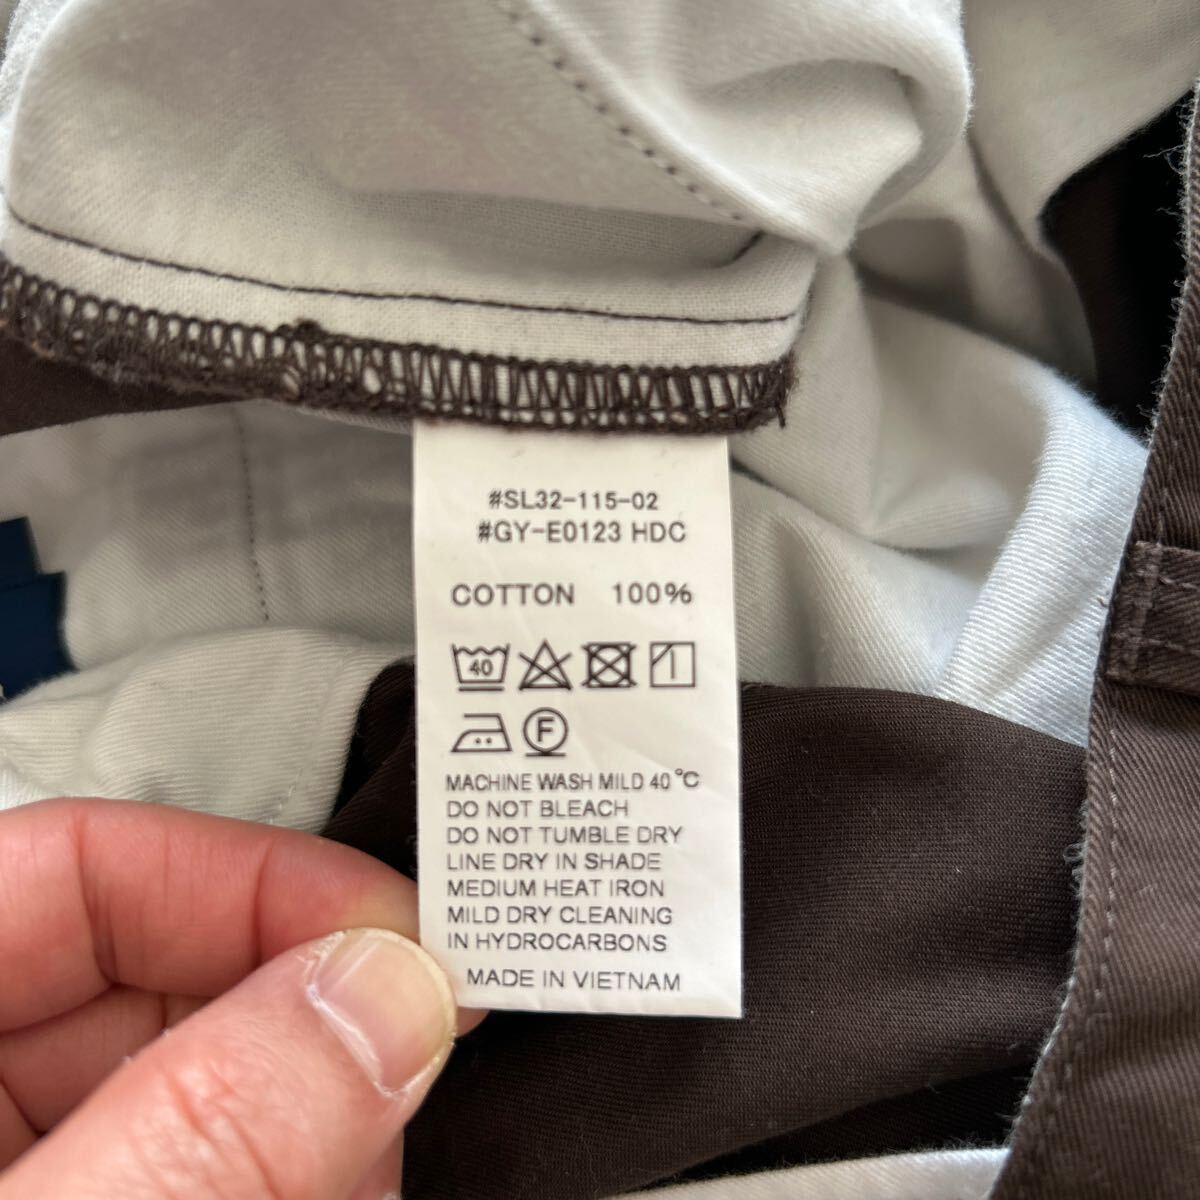 #SL32-115-02
#GY-E0123 HDC
COTTON 100%
40
F
MACHINE WASH MILD 40 °C
DO NOT BLEACH
DO NOT TUMBLE DRY
LINE DRY IN SHADE
MEDIUM HEAT IRON
MILD DRY CLEANING
IN HYDROCARBONS
MADE IN VIETNAM